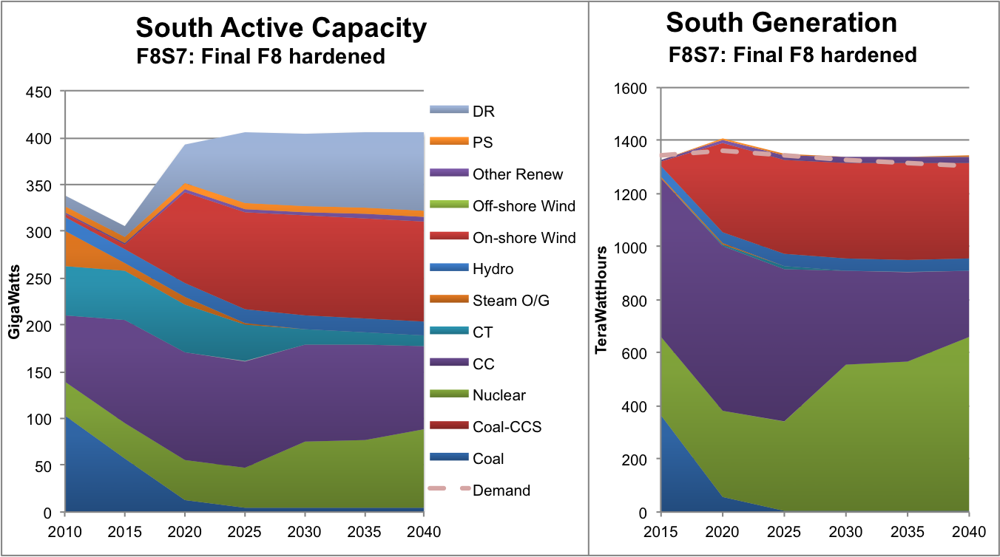 South Active Capacity
F8S7: Final F8 hardened
GigaWatts
450
400
350
300
250
200
150
100
50
0
2010 2015 2020 2025 2030 2035 2040
DR
PS
Other Renew
Off-shore Wind
On-shore Wind
Hydro
Steam O/G
CT
CC
Nuclear
Coal-CCS
Coal
Demand
South Generation
F8S7: Final F8 hardened
TeraWattHours
1600
1400
1200
1000
800
600
400
200
0
2015 2020 2025 2030 2035 2040